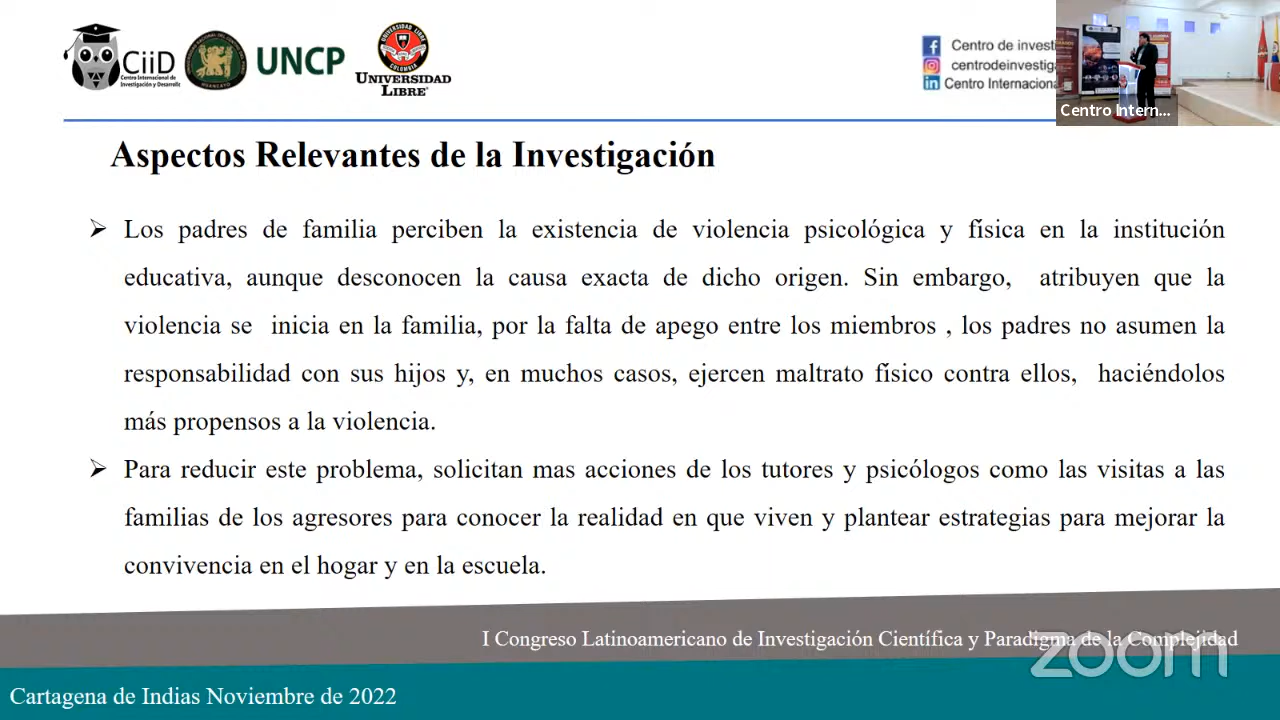 CiiD
Centro Internacional de
Investigación y Desarrollo
UNCP
UNIVERSIDAD LIBRE
COLOMBIA
UNIVERSIDAD
LIBRE
Centro de invest
centrodeinvestiga
Centro Internaciona
Centro Intern...
Aspectos Relevantes de la Investigación
➢ Los padres de familia perciben la existencia de violencia psicológica y física en la institución
educativa, aunque desconocen la causa exacta de dicho origen. Sin embargo, atribuyen que la
violencia se inicia en la familia, por la falta de apego entre los miembros , los padres no asumen la
responsabilidad con sus hijos y, en muchos casos, ejercen maltrato físico contra ellos, haciéndolos
más propensos a la violencia.
➢ Para reducir este problema, solicitan mas acciones de los tutores y psicólogos como las visitas a las
familias de los agresores para conocer la realidad en que viven y plantear estrategias para mejorar la
convivencia en el hogar y en la escuela.
I Congreso Latinoamericano de Investigación Científica y Paradigma de la Complejidad
zoom
Cartagena de Indias Noviembre de 2022